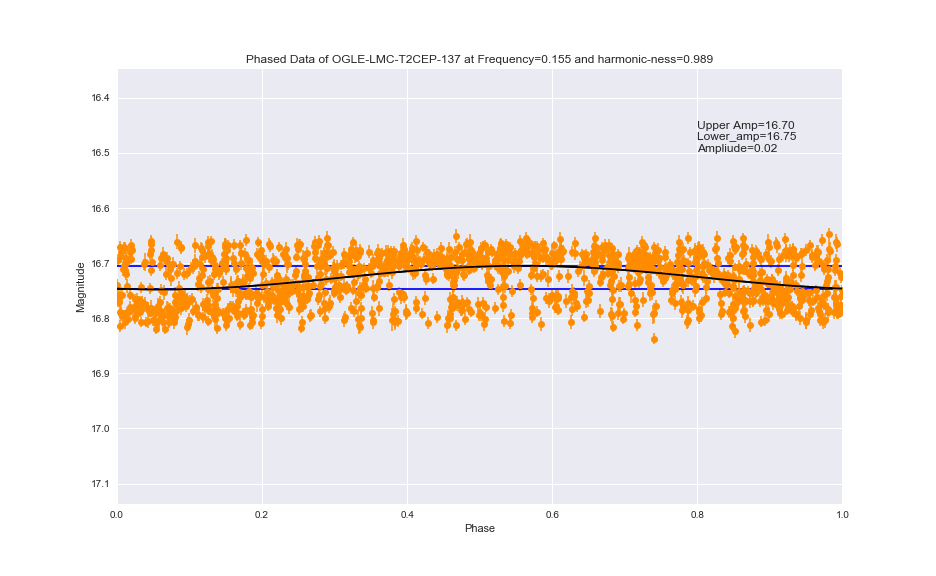 Phased Data of OGLE-LMC-T2CEP-137 at Frequency=0.155 and harmonic-ness=0.989
Upper Amp=16.70
Lower_amp=16.75
Ampliude=0.02
Magnitude
16.4
16.5
16.6
16.7
16.8
16.9
17.0
17.1
0.0
0.2
0.4
0.6
0.8
1.0
Phase